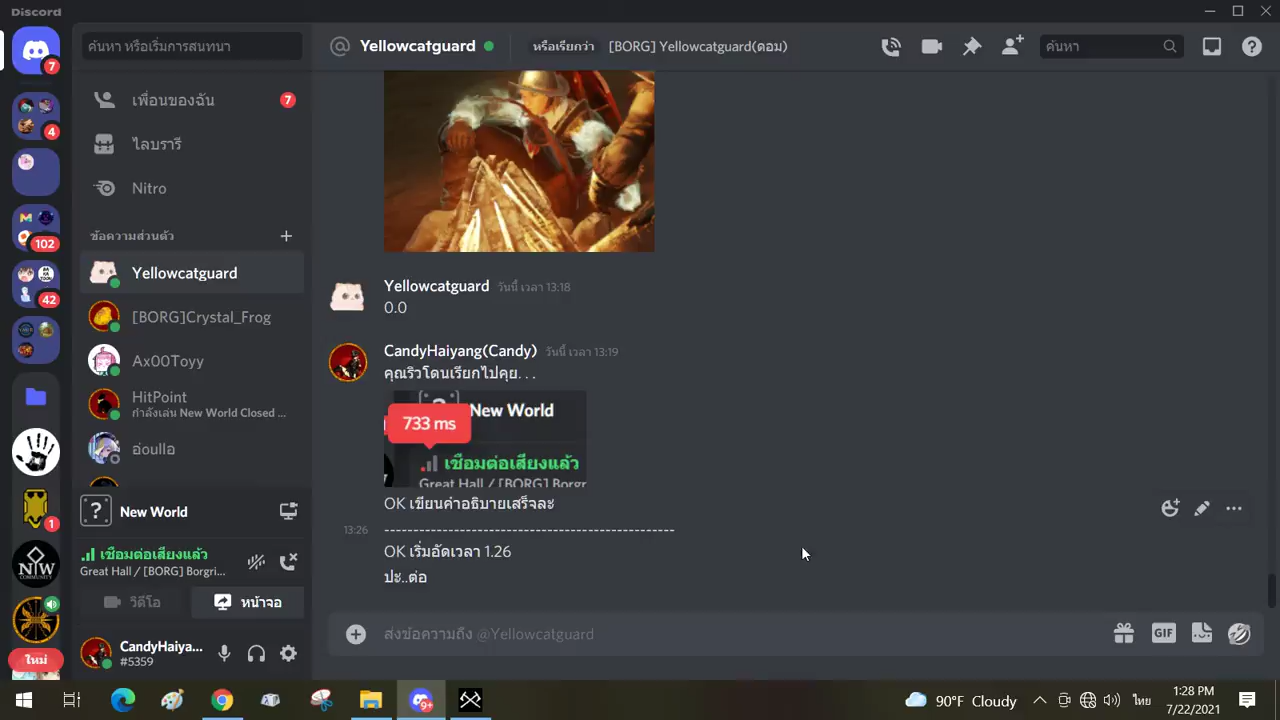 Discord
7
4
102
42
1
ใหม่
ค้นหา หรือเริ่มการสนทนา
เพื่อนของฉัน
7
ไลบรารี
Nitro
ข้อความส่วนตัว
Yellowcatguard
[BORG]Crystal_Frog
Ax00Toyy
HitPoint
กำลังเล่น New World Closed ...
? New World
เชื่อมต่อเสียงแล้ว
Great Hall / [BORG] Borgri...
วิดีโอ
หน้าจอ
CandyHaiya...
#5359
@ Yellowcatguard
หรือเรียกว่า [BORG] Yellowcatguard(ดอม)
ค้นหา
Yellowcatguard วันนี้ เวลา 13:18
0.0
CandyHaiyang(Candy) วันนี้ เวลา 13:19
คุณริวโดนเรียกไปคุย...
New World
733 ms
เชื่อมต่อเสียงแล้ว
Great Hall / [BORG] Borgr
OK เขียนคำอธิบายเสร็จละ
13:26 --------------------------------------------------
OK เริ่มอัดเวลา 1.26
ปะ..ต่อ
ส่งข้อความถึง @Yellowcatguard
GIF
9+
90°F Cloudy
ไทย
1:28 PM
7/22/2021